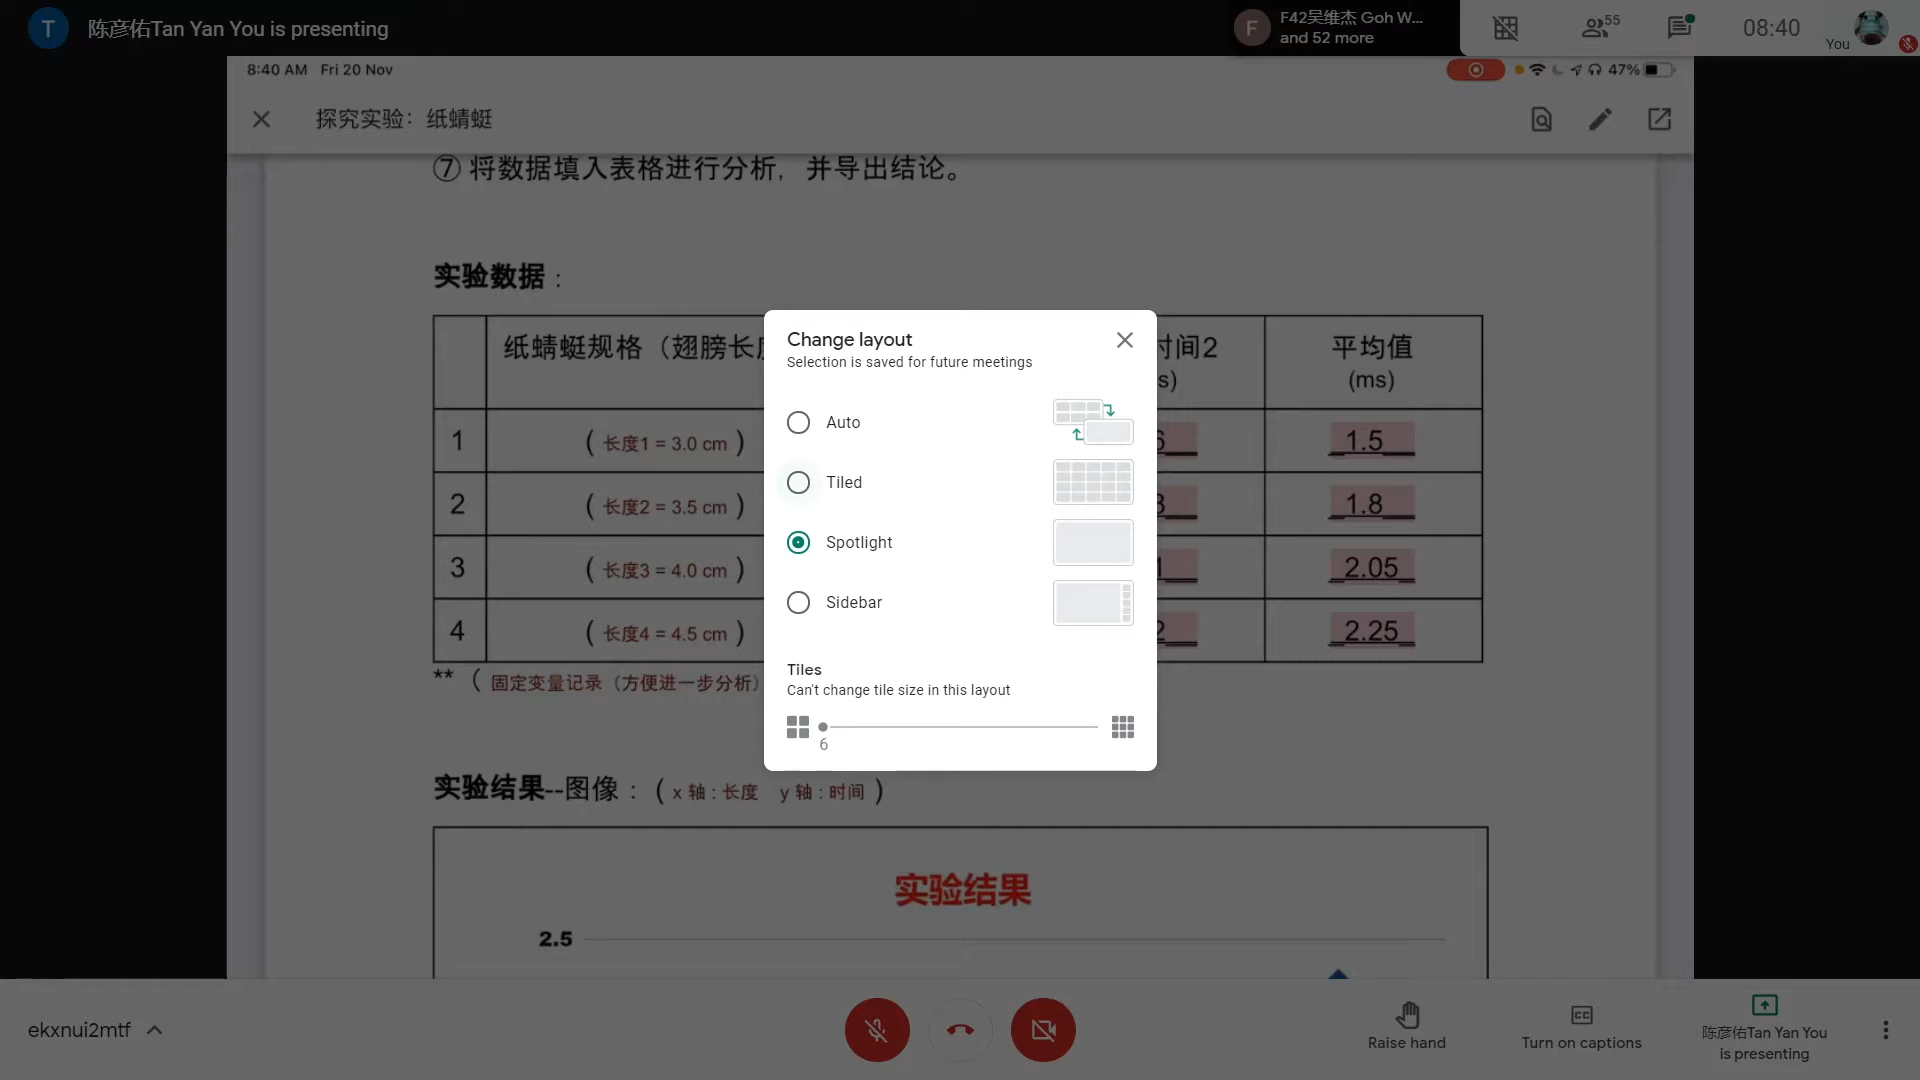 T
陈彦佑Tan Yan You is presenting
F
F42吴维杰 Goh W...
and 52 more
55
08:40
You
8:40 AM Fri 20 Nov
47%
探究实验：纸蜻蜓
⑦ 将数据填入表格进行分析，并导出结论。
实验数据：
纸蜻蜓规格（翅膀长
时间2
平均值
s)
(ms)
1
( 长度1 = 3.0 cm )
1.5
2
( 长度2 = 3.5 cm )
1.8
3
( 长度3 = 4.0 cm )
2.05
4
( 长度4 = 4.5 cm )
2
2.25
** （ 固定变量记录（方便进一步分析）
Change layout
Selection is saved for future meetings
Auto
Tiled
Spotlight
Sidebar
Tiles
Can't change tile size in this layout
6
实验结果--图像：( x 轴 : 长度 y 轴 : 时间 )
实验结果
2.5
ekxnui2mtf
Raise hand
CC
Turn on captions
陈彦佑Tan Yan You
is presenting